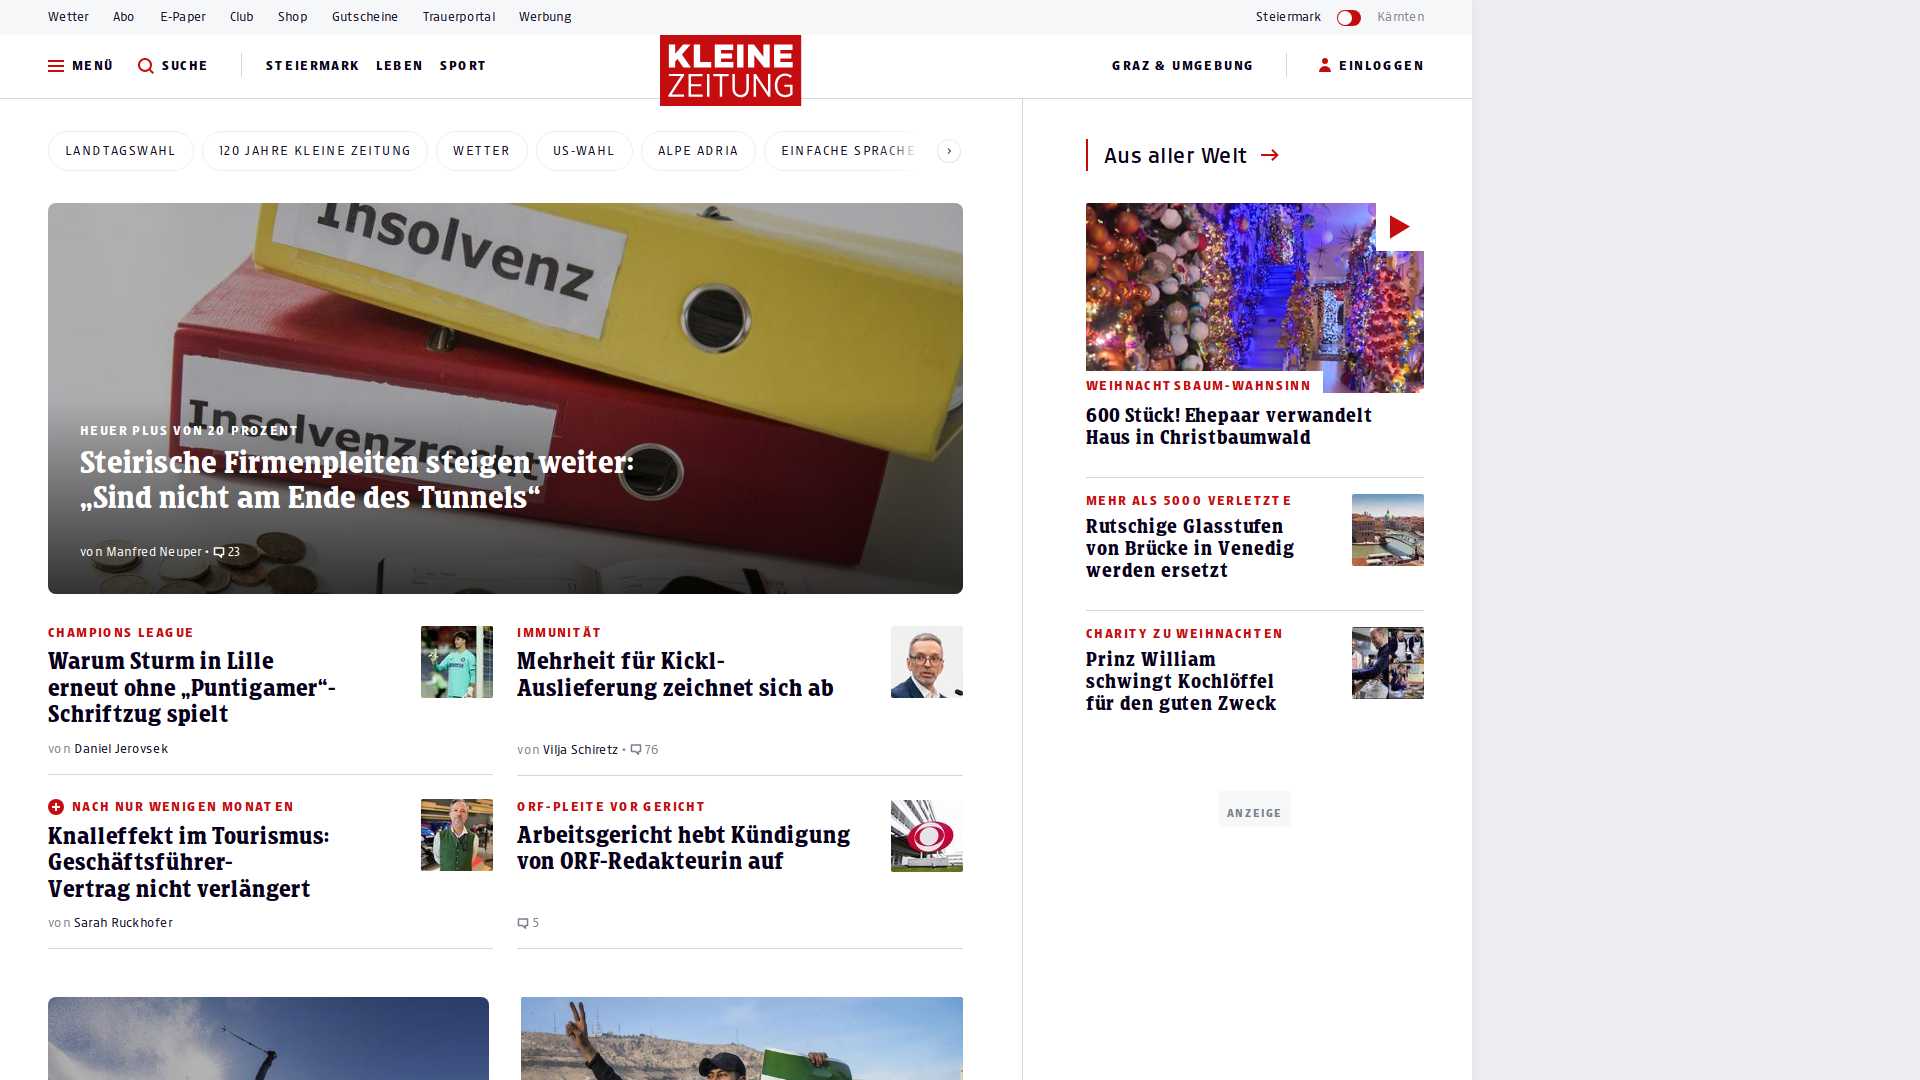 Wetter Abo E-Paper Club Shop Gutscheine Trauerportal Werbung
Steiermark Kärnten
MENÜ SUCHE STEIERMARK LEBEN SPORT
KLEINE
ZEITUNG
GRAZ & UMGEBUNG EINLOGGEN
LANDTAGSWAHL 120 JAHRE KLEINE ZEITUNG WETTER US-WAHL ALPE ADRIA EINFACHE SPRACHE
Insolvenz
Insolvenzrecht
HEUER PLUS VON 20 PROZENT
Steirische Firmenpleiten steigen weiter:
„Sind nicht am Ende des Tunnels“
von Manfred Neuper • 23
CHAMPIONS LEAGUE
Warum Sturm in Lille
erneut ohne „Puntigamer“-
Schriftzug spielt
von Daniel Jerovsek
IMMUNITÄT
Mehrheit für Kickl-
Auslieferung zeichnet sich ab
von Vilja Schiretz • 76
NACH NUR WENIGEN MONATEN
Knalleffekt im Tourismus:
Geschäftsführer-
Vertrag nicht verlängert
von Sarah Ruckhofer
ORF-PLEITE VOR GERICHT
Arbeitsgericht hebt Kündigung
von ORF-Redakteurin auf
5
Aus aller Welt
WEIHNACHTSBAUM-WAHNSINN
600 Stück! Ehepaar verwandelt
Haus in Christbaumwald
MEHR ALS 5000 VERLETZTE
Rutschige Glasstufen
von Brücke in Venedig
werden ersetzt
CHARITY ZU WEIHNACHTEN
Prinz William
schwingt Kochlöffel
für den guten Zweck
ANZEIGE